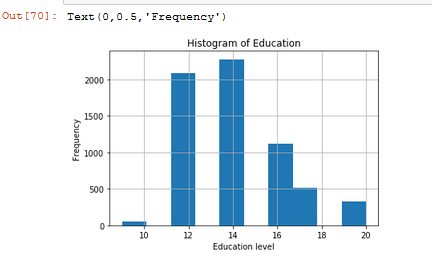 Out[70]: Text(0,0.5,'Frequency')
Histogram of Education
2000
1500
1000
500
0
Frequency
10 12 14 16 18 20
Education level